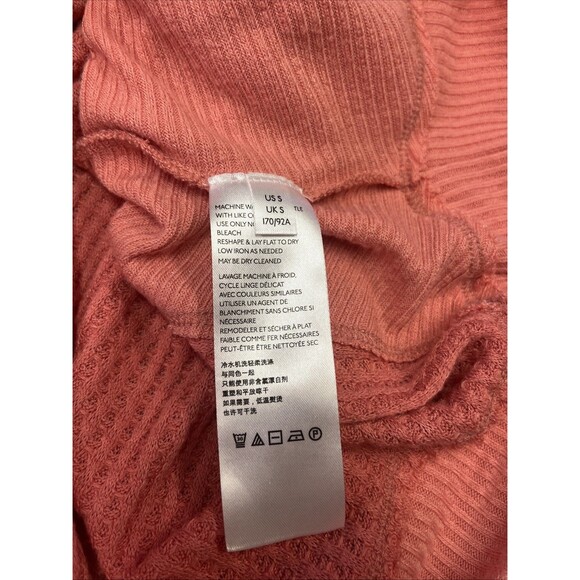 US S
UK S
170/92A
TLE
MACHINE W
WITH LIKE
USE ONLY
BLEACH
RESHAPE & LAY FLAT TO DRY
LOW IRON AS NEEDED
MAY BE DRY CLEANED
LAVAGE MACHINE À FROID,
CYCLE LINGE DÉLICAT
AVEC COULEURS SIMILAIRES
UTILISER UN AGENT DE
BLANCHIMENT SANS CHLORE SI
NÉCESSAIRE
REMODELER ET SÉCHER À PLAT
FAIBLE COMME FER NÉCESSAIRES
PEUT-ÊTRE ÊTRE NETTOYÉE SEC
冷水机洗轻柔洗涤
与同色一起
只能使用非含氯漂白剂
重塑和平放晾干
如果需要，低温熨烫
也许可干洗
P